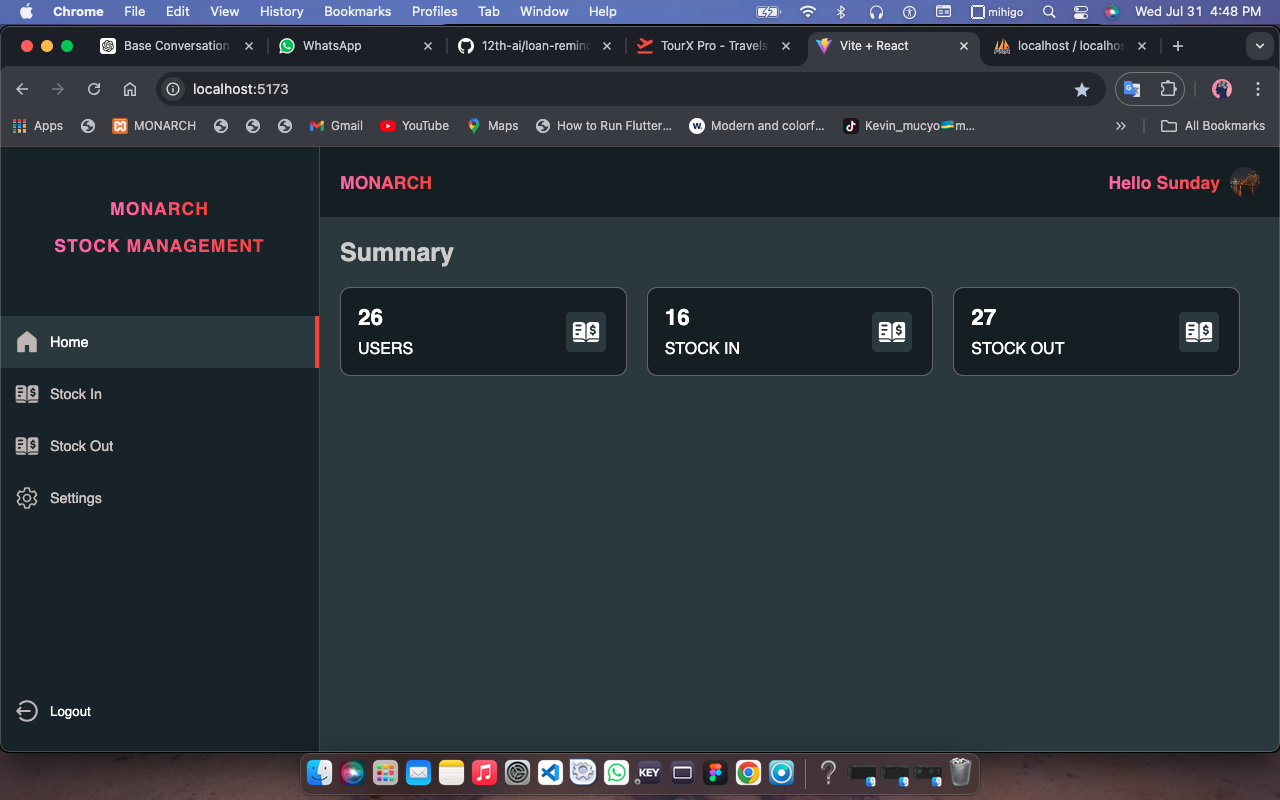 Chrome File Edit View History Bookmarks Profiles Tab Window Help mihigo Wed Jul 31 4:48 PM
Base Conversation WhatsApp 12th-ai/loan-remin TourX Pro - Travels Vite + React localhost / localhos
localhost:5173
Apps MONARCH Gmail YouTube Maps How to Run Flutter... Modern and colorf... Kevin_mucyo🇷🇼m... All Bookmarks
MONARCH
STOCK MANAGEMENT
Home
Stock In
Stock Out
Settings
Logout
MONARCH Hello Sunday
Summary
26
USERS
16
STOCK IN
27
STOCK OUT
KEY